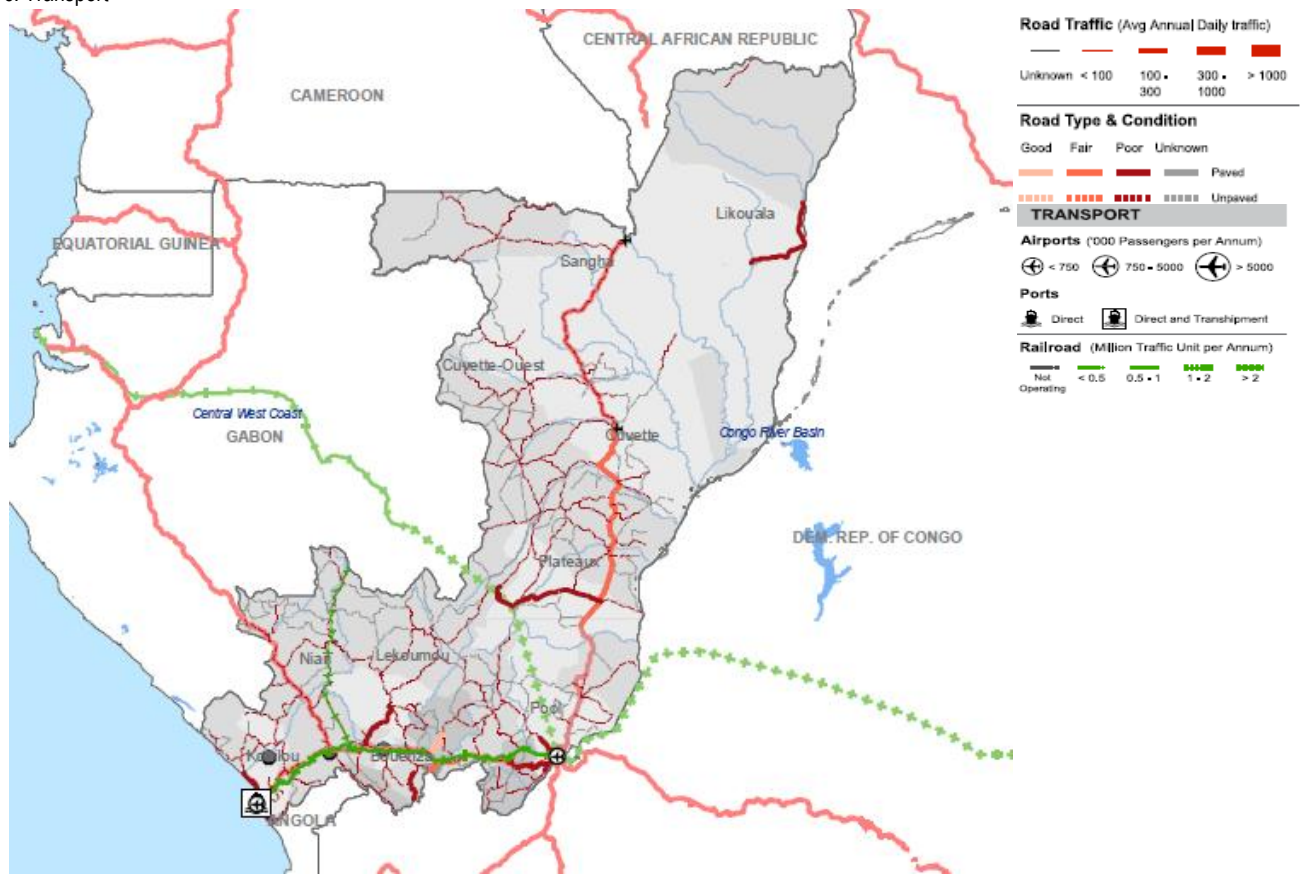 Transport
CENTRAL AFRICAN REPUBLIC
CAMEROON
Likouala
EQUATORIAL GUINEA
Sangha
Cuvette-Ouest
Central West Coast
GABON
Cuvette
Congo River Basin
DEM. REP. OF CONGO
Plateaux
Niari
Lekoumou
Pool
Kouilou
Bouenza
ANGOLA
Road Traffic (Avg Annual Daily traffic)
Unknown < 100 100 - 300 - > 1000
300 1000
Road Type & Condition
Good Fair Poor Unknown
Paved
Unpaved
TRANSPORT
Airports ('000 Passengers per Annum)
< 750 750 - 5000 > 5000
Ports
Direct Direct and Transhipment
Railroad (Million Traffic Unit per Annum)
Not < 0.5 0.5 - 1 1 - 2 > 2
Operating